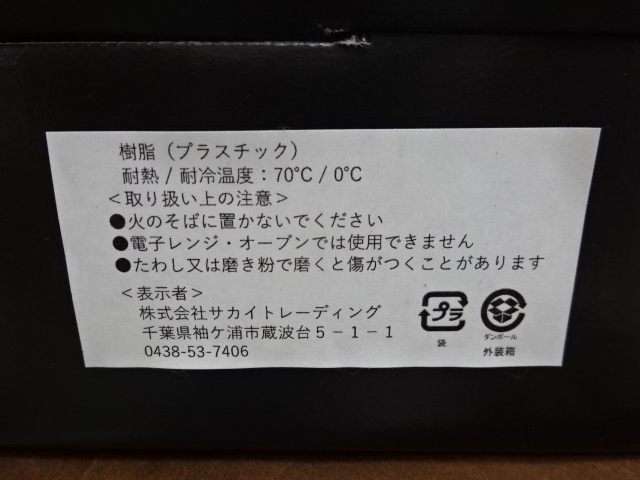 樹脂（プラスチック）
耐熱 / 耐冷温度：70°C / 0°C
＜取り扱い上の注意＞
●火のそばに置かないでください
●電子レンジ・オーブンでは使用できません
●たわし又は磨き粉で磨くと傷がつくことがあります
＜表示者＞
株式会社サカイトレーディング
千葉県袖ケ浦市蔵波台５−１−１
0438-53-7406
プラ
袋
ダンボール
外装箱